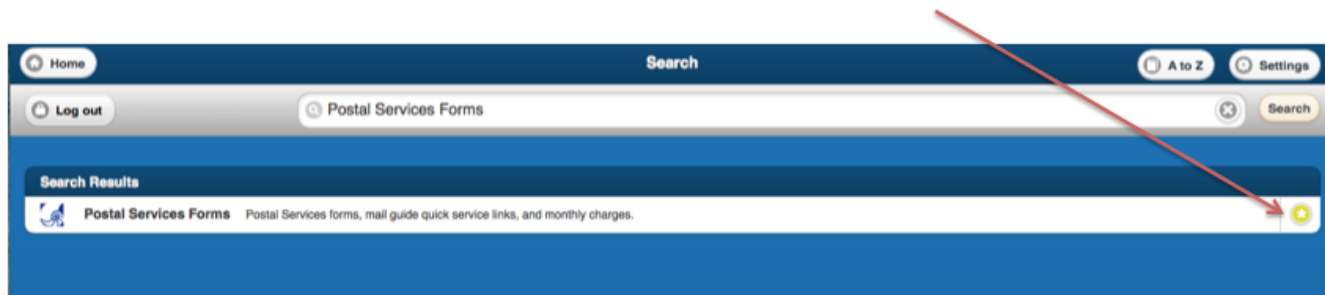 Home
Search
A to Z
Settings
Log out
Postal Services Forms
Search
Search Results
Postal Services Forms Postal Services forms, mail guide quick service links, and monthly charges.